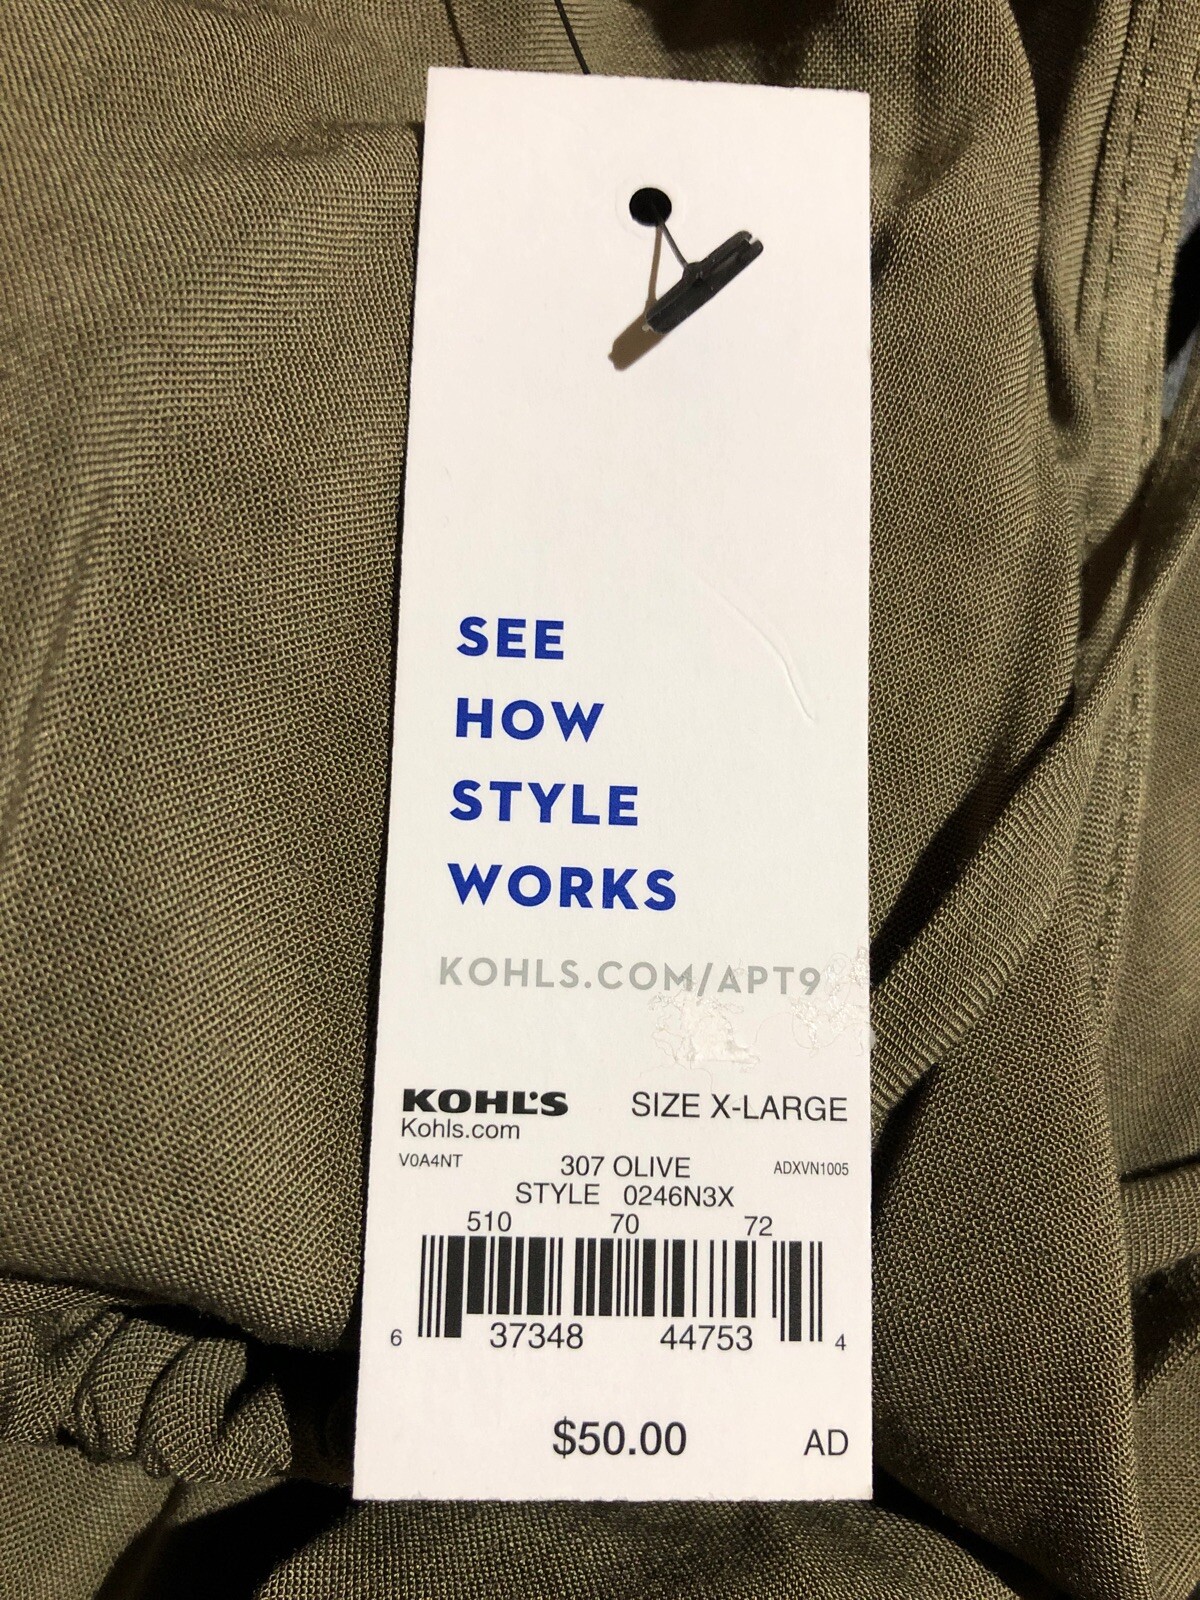 SEE
HOW
STYLE
WORKS
KOHLS.COM/APT9
KOHL'S SIZE X-LARGE
Kohls.com
V0A4NT 307 OLIVE ADXVN1005
STYLE 0246N3X
510 70 72
6 37348 44753 4
$50.00 AD